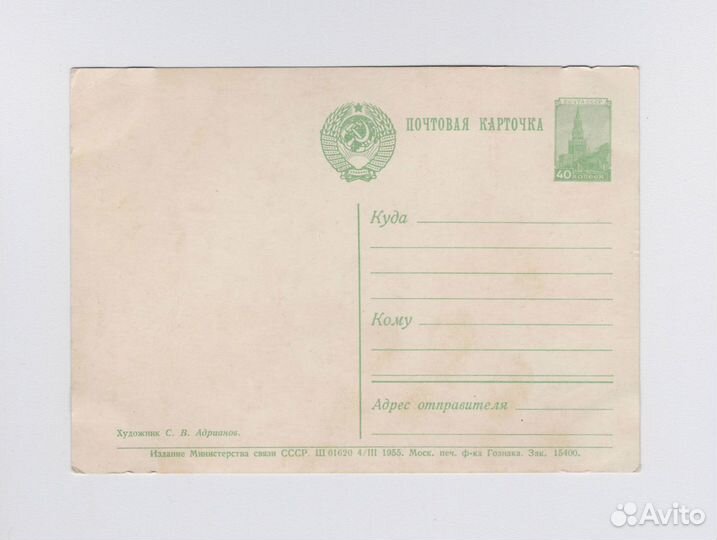 ПОЧТА СССР
ПОЧТОВАЯ КАРТОЧКА
40 КОПЕЕК
Куда
Кому
Адрес отправителя
Художник С. В. Адрианов.
Издание Министерства связи СССР. Ш 01620 4/III 1955. Моск. печ. ф-ка Гознака. Зак. 15400.
Avito